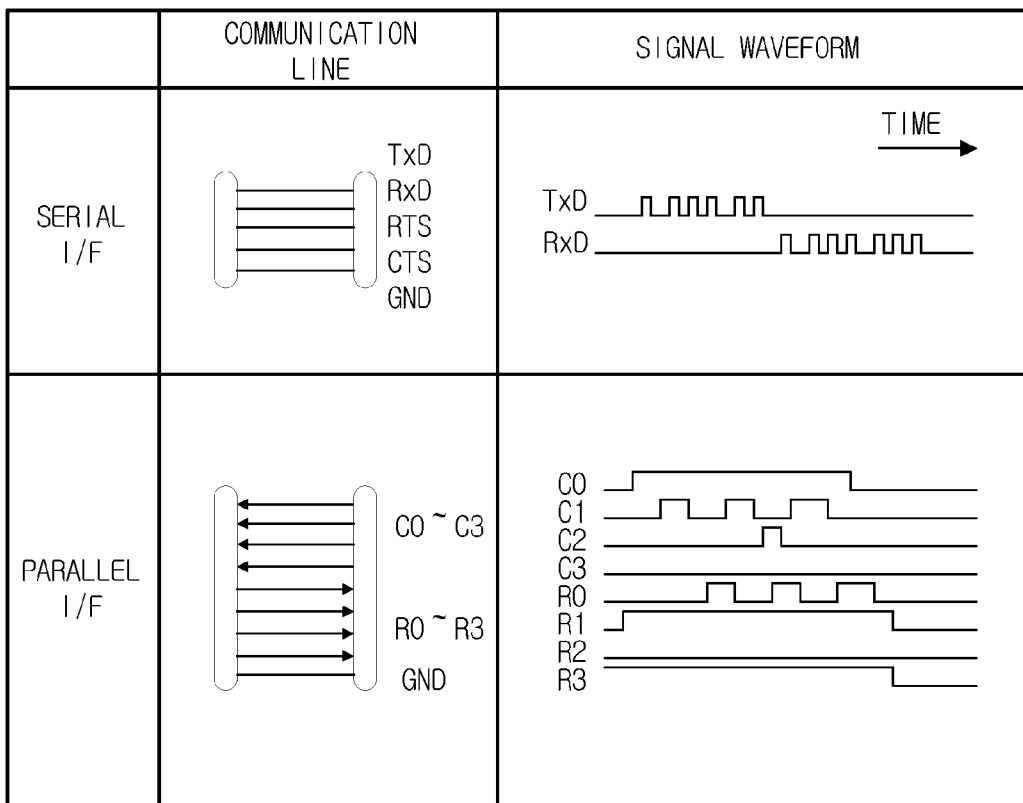 COMMUNICATION
LINE
SIGNAL WAVEFORM
SERIAL
I/F
TxD
RxD
RTS
CTS
GND
TIME
TxD
RxD
PARALLEL
I/F
C0 ~ C3
R0 ~ R3
GND
C0
C1
C2
C3
R0
R1
R2
R3